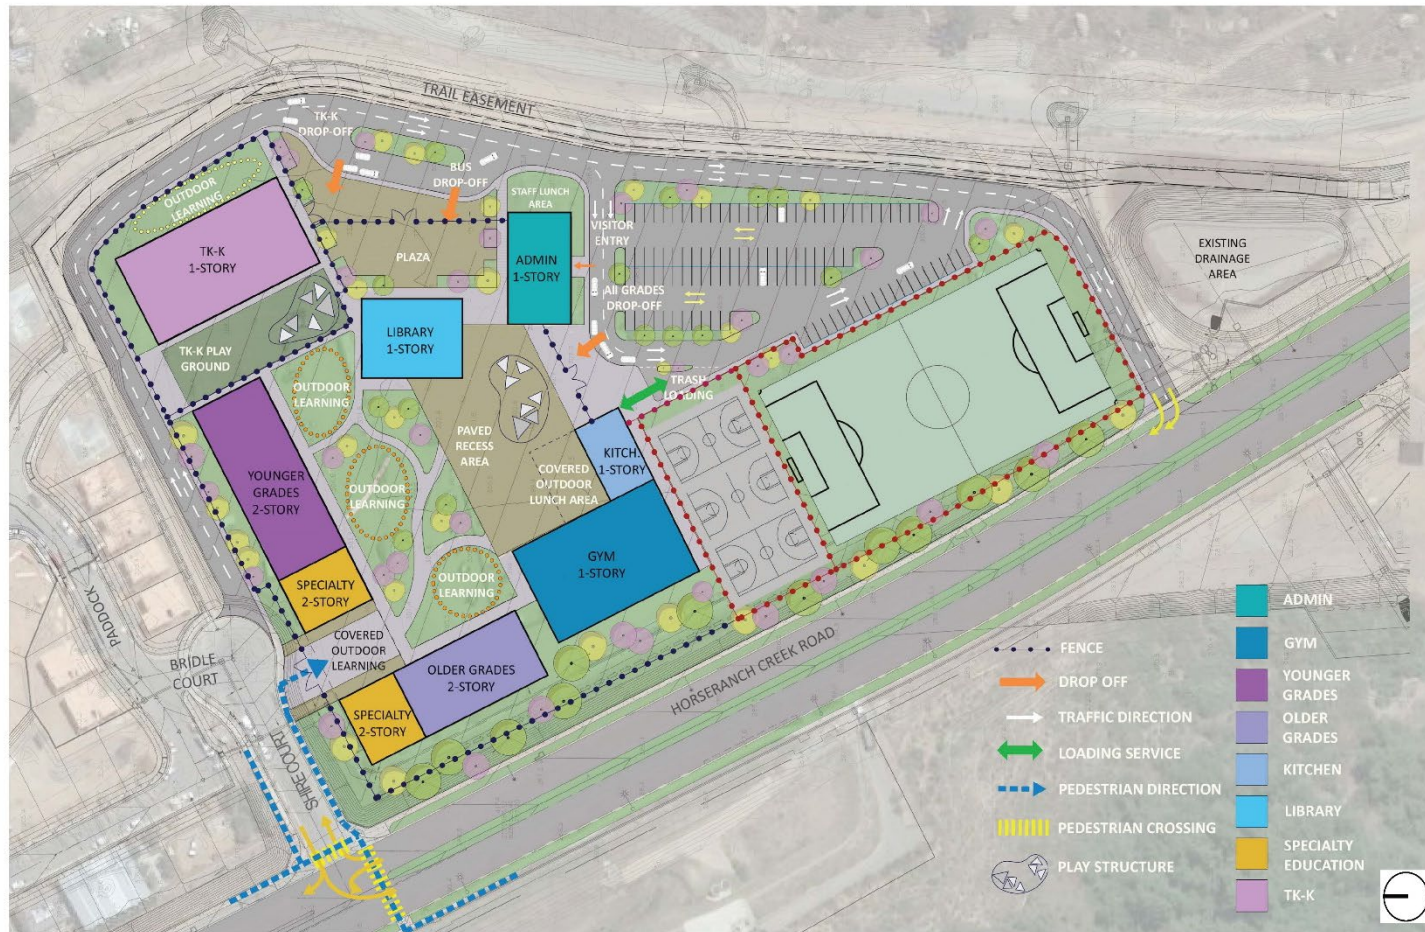 TRAIL EASEMENT
TK-K
DROP-OFF
BUS
DROP-OFF
OUTDOOR
LEARNING
STAFF LUNCH
AREA
VISITOR
ENTRY
TK-K
1-STORY
PLAZA
ADMIN
1-STORY
EXISTING
DRAINAGE
AREA
All GRADES
DROP-OFF
LIBRARY
1-STORY
TK-K PLAY
GROUND
OUTDOOR
LEARNING
TRASH
LOADING
PAVED
RECESS
AREA
KITCH.
1-STORY
COVERED
OUTDOOR
LUNCH AREA
YOUNGER
GRADES
2-STORY
OUTDOOR
LEARNING
GYM
1-STORY
SPECIALTY
2-STORY
OUTDOOR
LEARNING
PADDOCK
BRIDLE
COURT
COVERED
OUTDOOR
LEARNING
OLDER GRADES
2-STORY
SPECIALTY
2-STORY
HORSERANCH CREEK ROAD
SHIRE COURT
FENCE
DROP OFF
TRAFFIC DIRECTION
LOADING SERVICE
PEDESTRIAN DIRECTION
PEDESTRIAN CROSSING
PLAY STRUCTURE
ADMIN
GYM
YOUNGER
GRADES
OLDER
GRADES
KITCHEN
LIBRARY
SPECIALTY
EDUCATION
TK-K